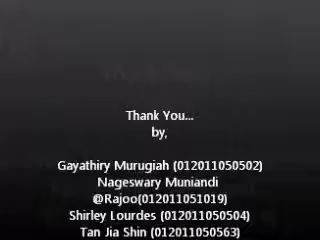 Thank You...
by,
Gayathiry Murugiah (012011050502)
Nageswary Muniandi
@Rajoo(012011051019)
Shirley Lourdes (012011050504)
Tan Jia Shin (012011050563)